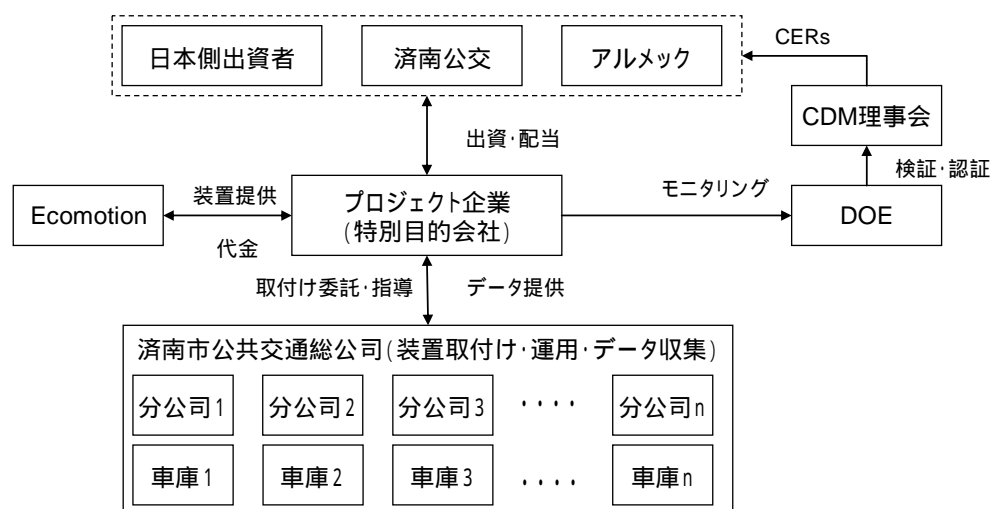 日本側出資者
済南公交
アルメック
CERs
CDM理事会
出資・配当
検証・認証
Ecomotion
装置提供
代金
プロジェクト企業
(特別目的会社)
モニタリング
DOE
取付け委託・指導
データ提供
済南市公共交通総公司(装置取付け・運用・データ収集)
分公司1
分公司2
分公司3
・・・・
分公司n
車庫1
車庫2
車庫3
・・・・
車庫n